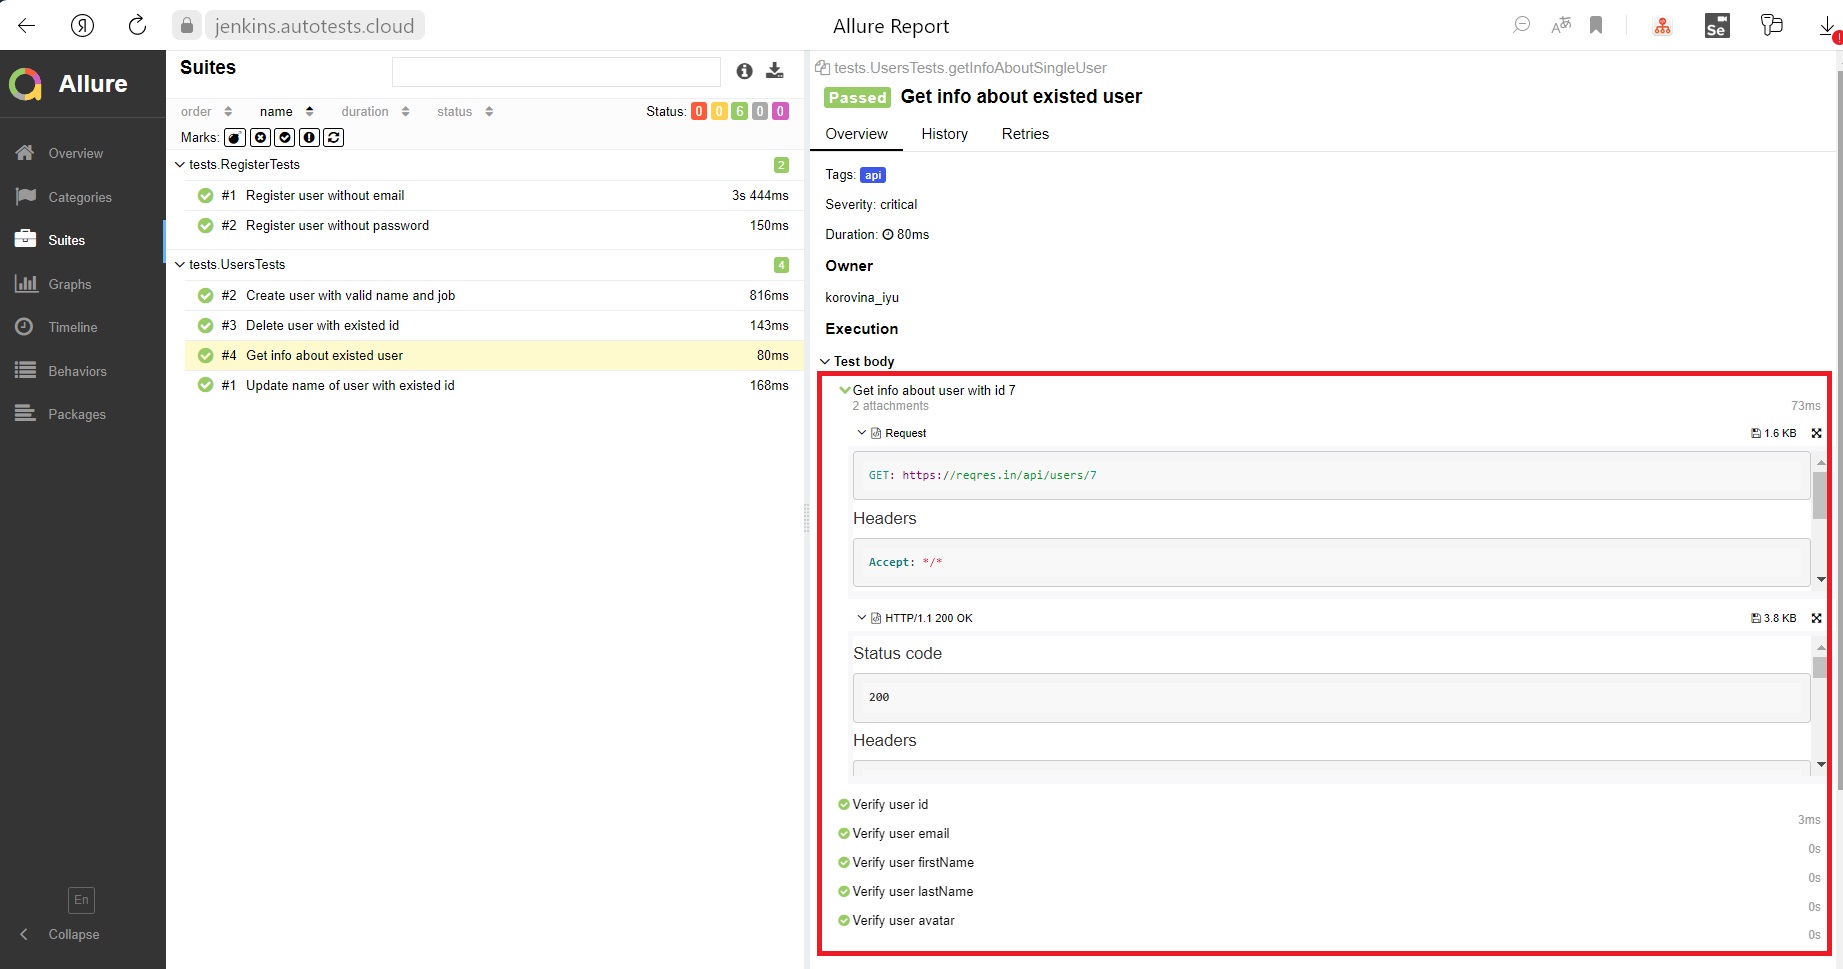 Я
jenkins.autotests.cloud
Allure Report
Se
Allure
Overview
Categories
Suites
Graphs
Timeline
Behaviors
Packages
En
Collapse
Suites
order name duration status
Status: 0 0 6 0 0
Marks:
tests.RegisterTests 2
#1 Register user without email 3s 444ms
#2 Register user without password 150ms
tests.UsersTests 4
#2 Create user with valid name and job 816ms
#3 Delete user with existed id 143ms
#4 Get info about existed user 80ms
#1 Update name of user with existed id 168ms
tests.UsersTests.getInfoAboutSingleUser
Passed Get info about existed user
Overview History Retries
Tags: api
Severity: critical
Duration: 80ms
Owner
korovina_iyu
Execution
Test body
Get info about user with id 7
2 attachments 73ms
Request 1.6 KB
GET: https://reqres.in/api/users/7
Headers
Accept: */*
HTTP/1.1 200 OK 3.8 KB
Status code
200
Headers
Verify user id
3ms
Verify user email
0s
Verify user firstName
0s
Verify user lastName
0s
Verify user avatar
0s